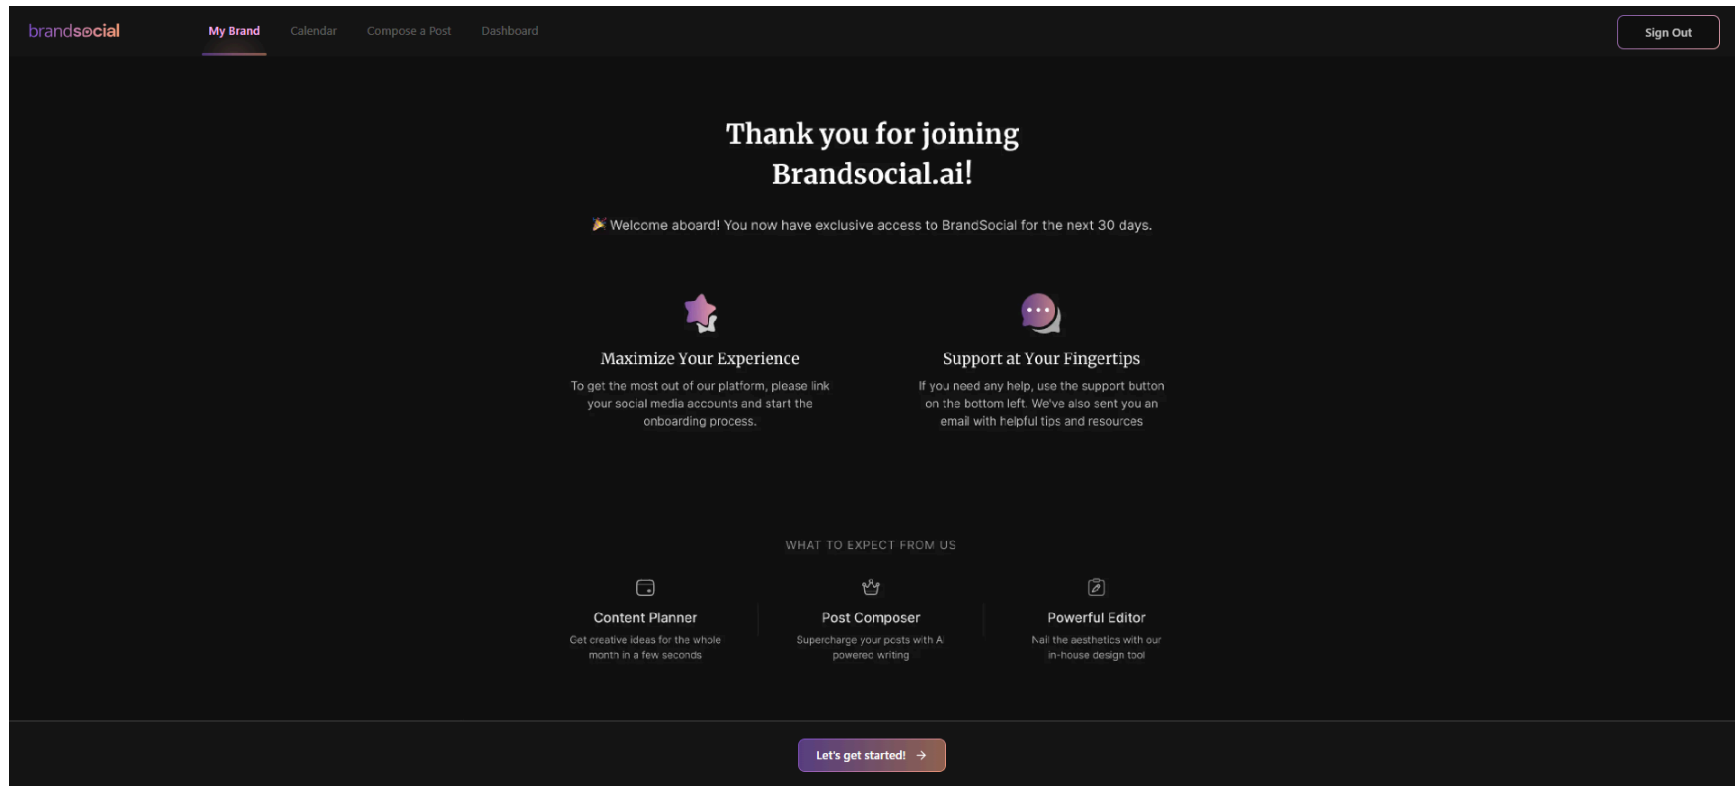 brandsocial
My Brand
Calendar
Compose a Post
Dashboard
Sign Out
Thank you for joining
Brandsocial.ai!
🎉 Welcome aboard! You now have exclusive access to BrandSocial for the next 30 days.
Maximize Your Experience
To get the most out of our platform, please link
your social media accounts and start the
onboarding process.
Support at Your Fingertips
If you need any help, use the support button
on the bottom left. We've also sent you an
email with helpful tips and resources
WHAT TO EXPECT FROM US
Content Planner
Get creative ideas for the whole
month in a few seconds
Post Composer
Supercharge your posts with AI
powered writing
Powerful Editor
Nail the aesthetics with our
in-house design tool
Let's get started! →